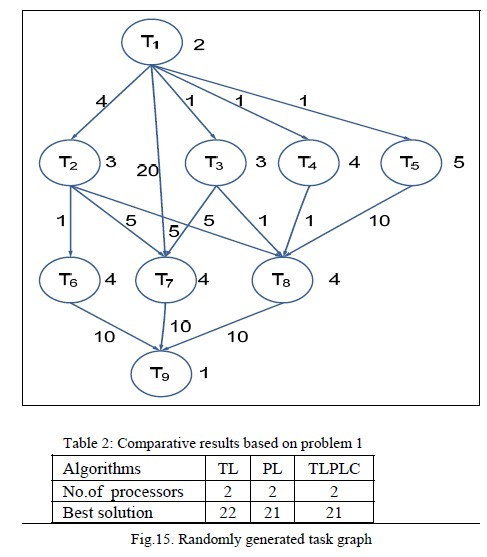 T1 2
4 1 1 1
T2 3 20 T3 3 T4 4 T5 5
1 5 5 5 1 1 10
T6 4 T7 4 T8 4
10 10 10
T9 1
Table 2: Comparative results based on problem 1
Algorithms TL PL TLPLC
No.of processors 2 2 2
Best solution 22 21 21
Fig.15. Randomly generated task graph